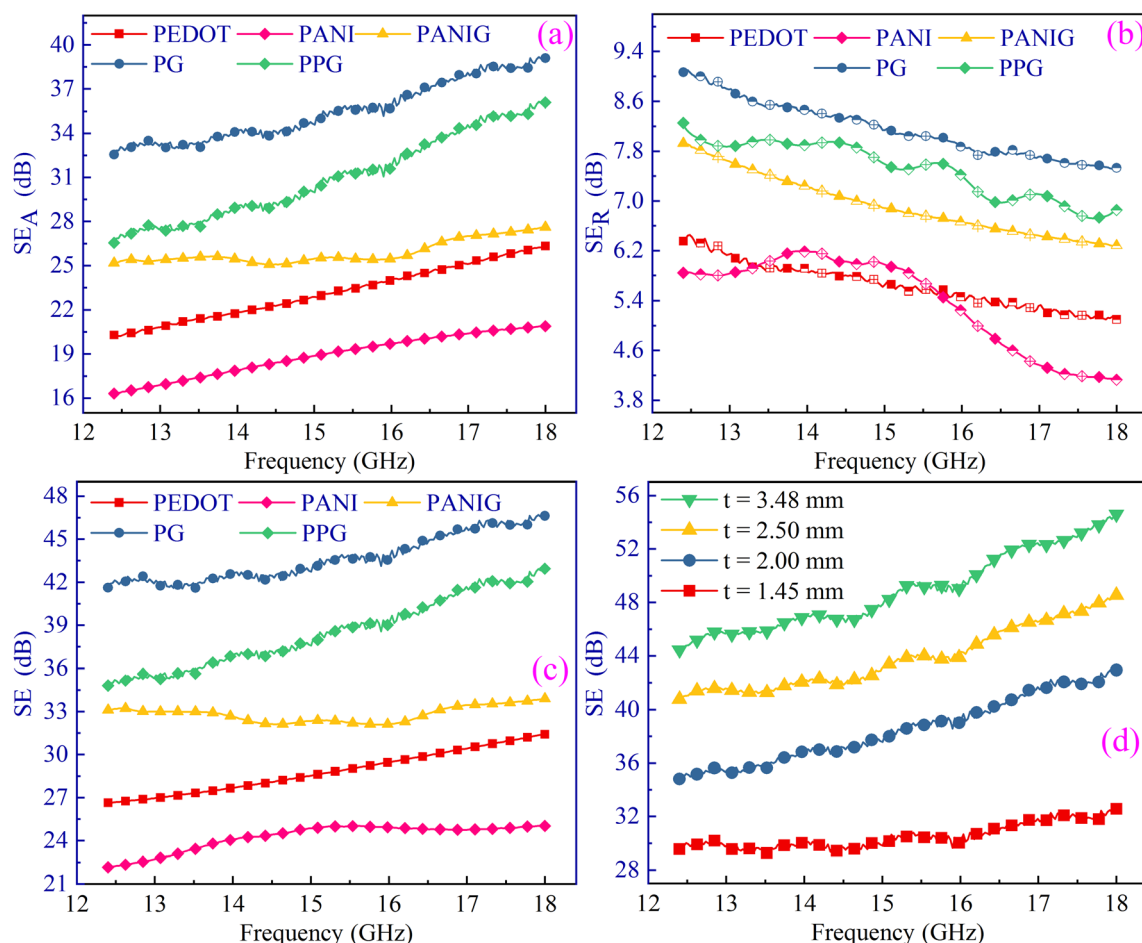 PEDOT PANI PANIG
PG PPG
(a)
40
37
34
31
28
25
22
19
16
SE A (dB)
12 13 14 15 16 17 18
Frequency (GHz)
PEDOT PANI PANIG
PG PPG
(b)
9.4
8.6
7.8
7.0
6.2
5.4
4.6
3.8
SE R (dB)
12 13 14 15 16 17 18
Frequency (GHz)
PEDOT PANI PANIG
PG PPG
(c)
48
45
42
39
36
33
30
27
24
21
SE (dB)
12 13 14 15 16 17 18
Frequency (GHz)
t = 3.48 mm
t = 2.50 mm
t = 2.00 mm
t = 1.45 mm
(d)
56
52
48
44
40
36
32
28
SE (dB)
12 13 14 15 16 17 18
Frequency (GHz)